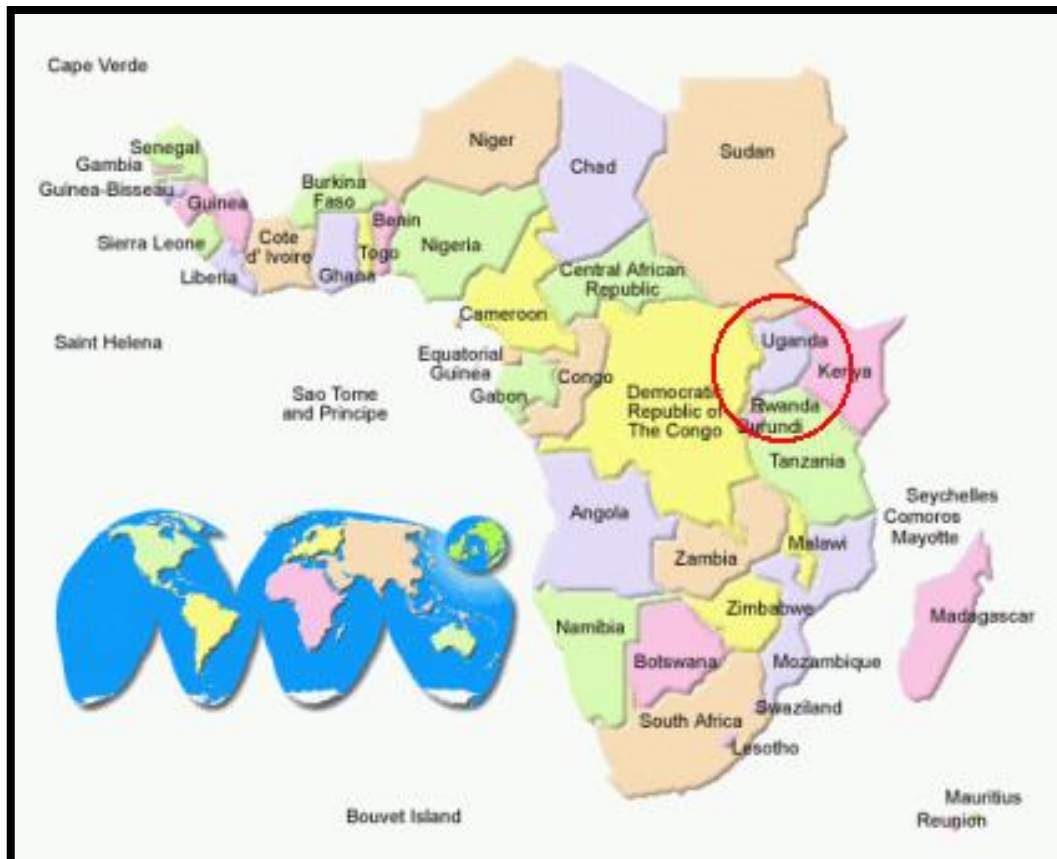 Cape Verde
Senegal
Gambia
Guinea-Bissau
Guinea
Sierra Leone
Liberia
Cote
d' Ivoire
Burkina
Faso
Ghana
Togo
Benin
Niger
Nigeria
Chad
Sudan
Central African
Republic
Cameroon
Saint Helena
Equatorial
Guinea
Gabon
Congo
Sao Tome
and Principe
Democratic
Republic of
The Congo
Uganda
Kenya
Rwanda
Burundi
Tanzania
Angola
Zambia
Malawi
Seychelles
Comoros
Mayotte
Namibia
Zimbabwe
Botswana
Mozambique
Madagascar
South Africa
Swaziland
Lesotho
Bouvet Island
Mauritius
Reugion